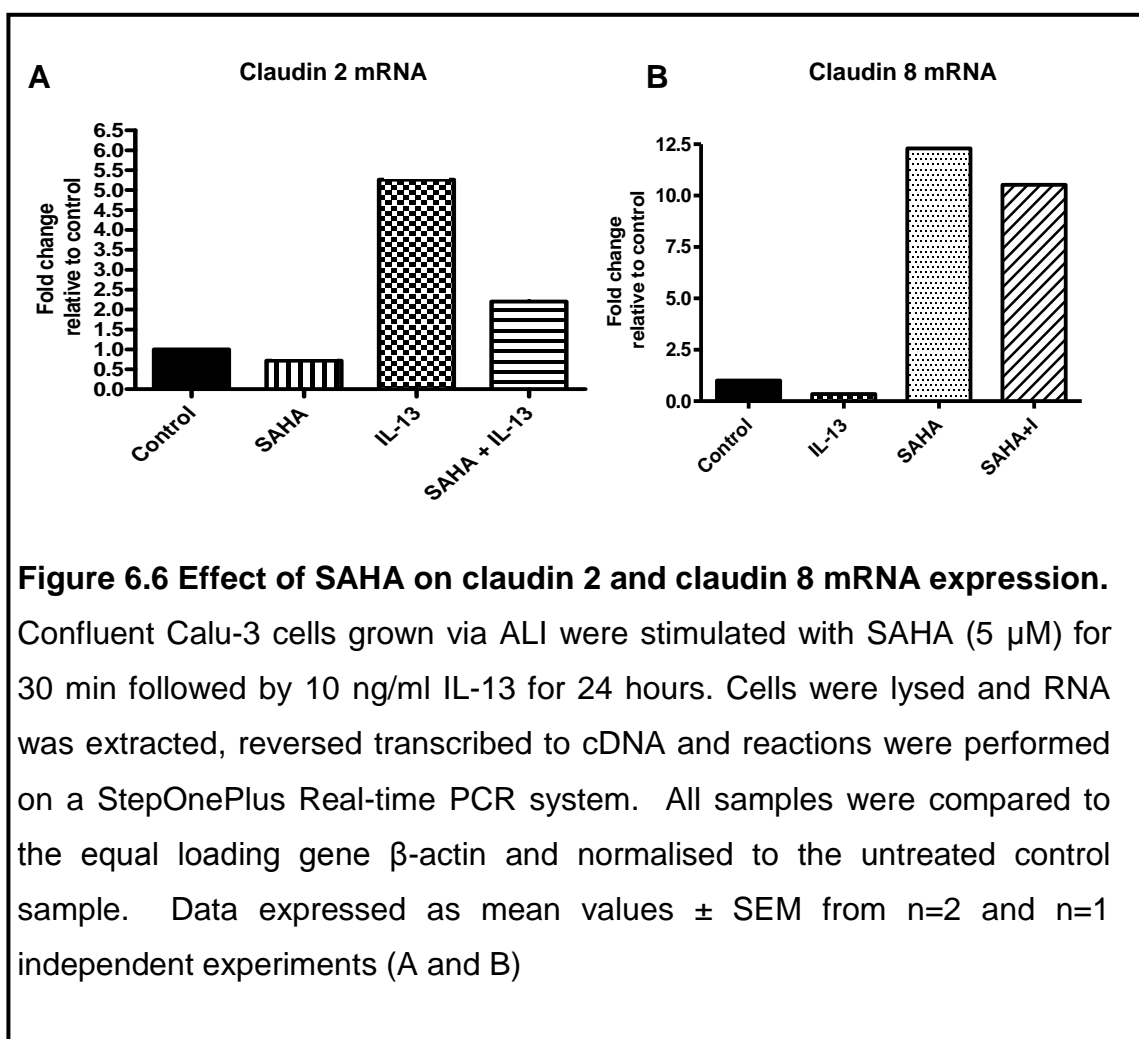 A
Claudin 2 mRNA
Fold change
relative to control
6.5
6.0
5.5
5.0
4.5
4.0
3.5
3.0
2.5
2.0
1.5
1.0
0.5
0.0
Control
SAHA
IL-13
SAHA + IL-13
B
Claudin 8 mRNA
Fold change
relative to control
12.5
10.0
7.5
5.0
2.5
0.0
Control
IL-13
SAHA
SAHA+I
Figure 6.6 Effect of SAHA on claudin 2 and claudin 8 mRNA expression.
Confluent Calu-3 cells grown via ALI were stimulated with SAHA (5 µM) for
30 min followed by 10 ng/ml IL-13 for 24 hours. Cells were lysed and RNA
was extracted, reversed transcribed to cDNA and reactions were performed
on a StepOnePlus Real-time PCR system. All samples were compared to
the equal loading gene β-actin and normalised to the untreated control
sample. Data expressed as mean values ± SEM from n=2 and n=1
independent experiments (A and B)